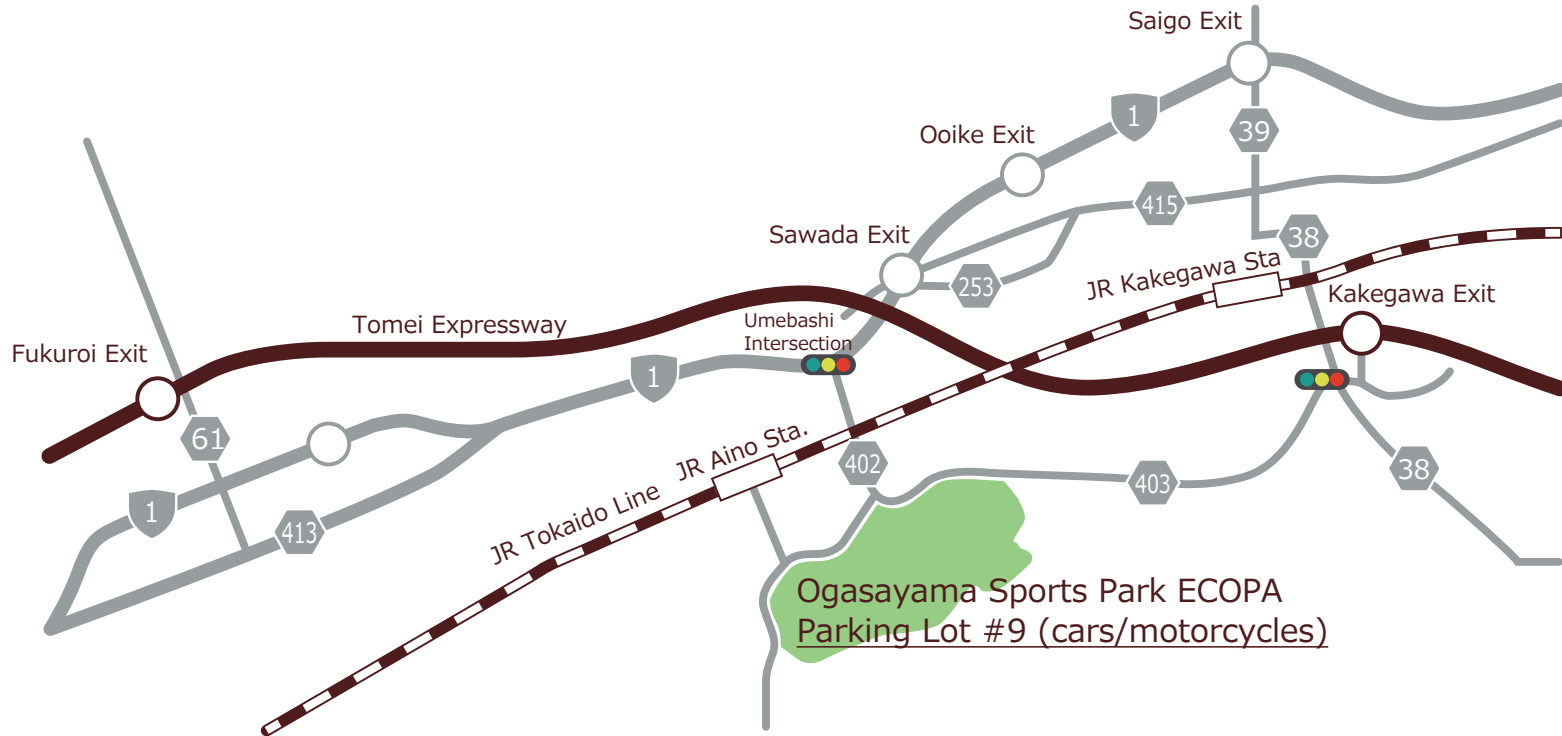 Saigo Exit
1
39
Ooike Exit
415
Sawada Exit
38
253
JR Kakegawa Sta
Kakegawa Exit
Tomei Expressway
Umebashi
Intersection
Fukuroi Exit
1
61
JR Aino Sta.
402
403
38
1
413
JR Tokaido Line
Ogasayama Sports Park ECOPA
Parking Lot #9 (cars/motorcycles)